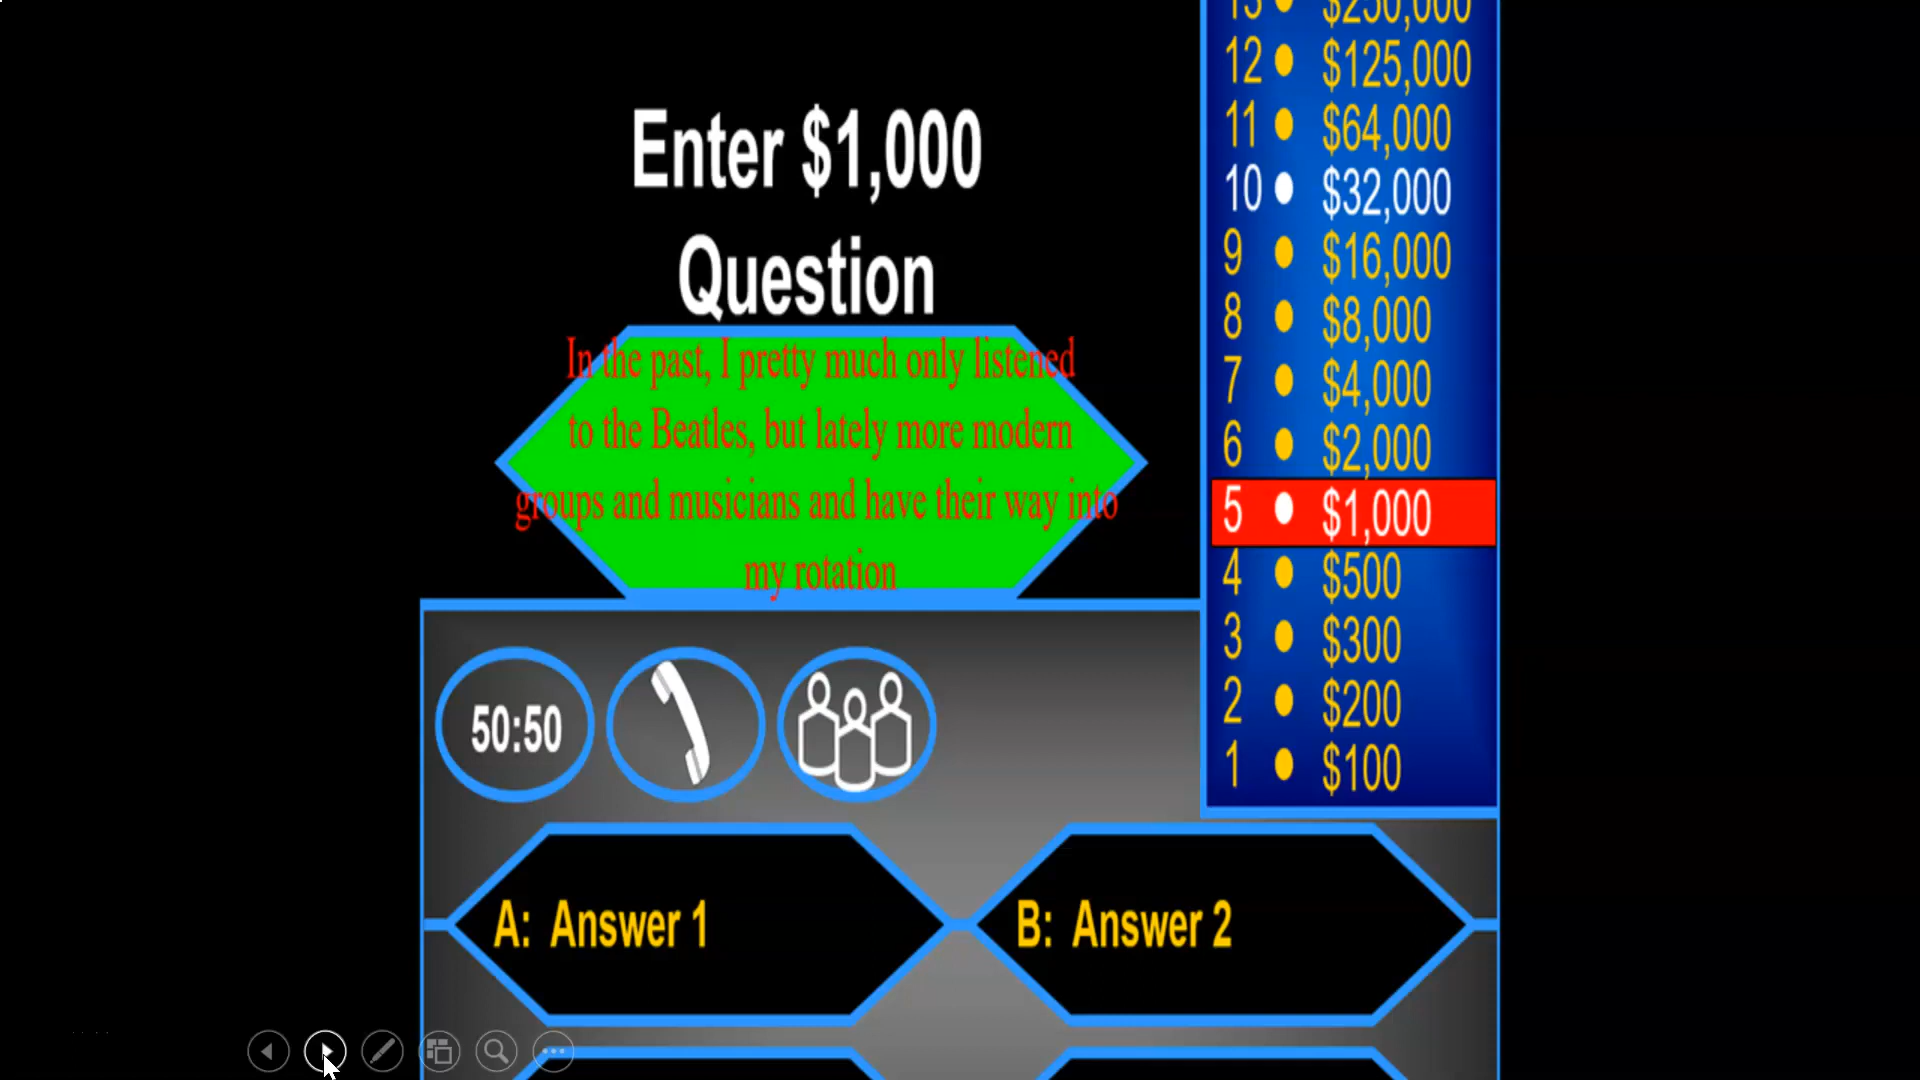 Enter $1,000
Question
In the past, I pretty much only listened
to the Beatles, but lately more modern
groups and musicians and have their way into
my rotation
13 $250,000
12 $125,000
11 $64,000
10 $32,000
9 $16,000
8 $8,000
7 $4,000
6 $2,000
5 $1,000
4 $500
3 $300
2 $200
1 $100
50:50
A: Answer 1
B: Answer 2